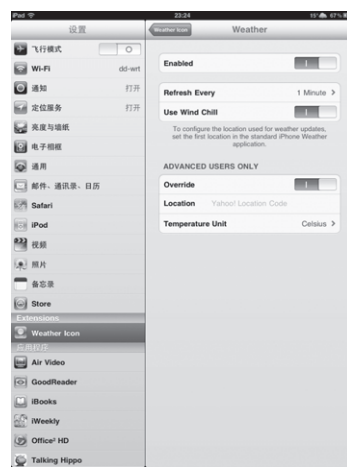 iPad
23:24
15° 67%
设置
Weather Icon
Weather
飞行模式
Wi-Fi
dd-wrt
通知
打开
定位服务
打开
亮度与墙纸
电子相框
通用
邮件、通讯录、日历
Safari
iPod
视频
照片
备忘录
Store
Extensions
Weather Icon
应用程序
Air Video
GoodReader
iBooks
iWeekly
Office² HD
Talking Hippo
Enabled
Refresh Every
1 Minute
Use Wind Chill
To configure the location used for weather updates,
set the first location in the standard iPhone Weather
application.
ADVANCED USERS ONLY
Override
Location
Yahoo! Location Code
Temperature Unit
Celsius